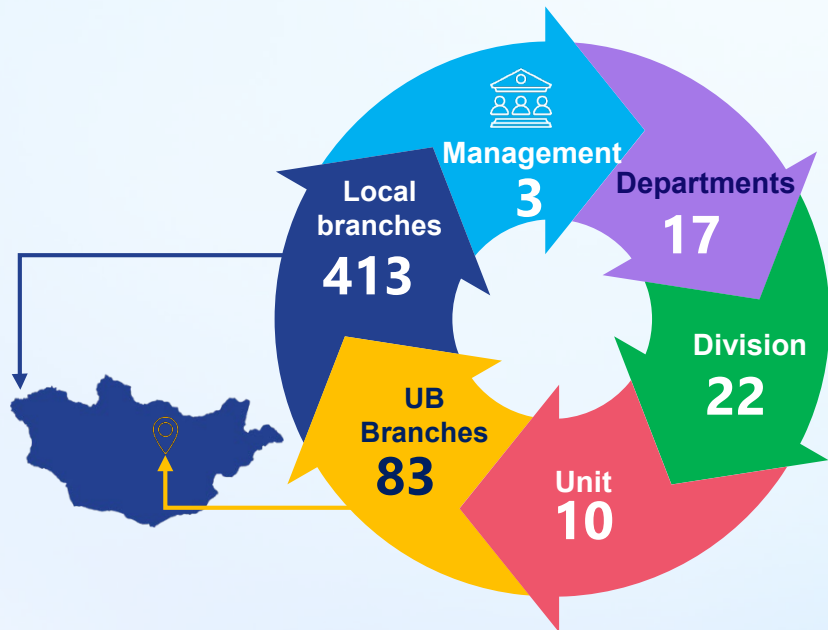 Management
3
Departments
17
Division
22
Unit
10
UB
Branches
83
Local
branches
413